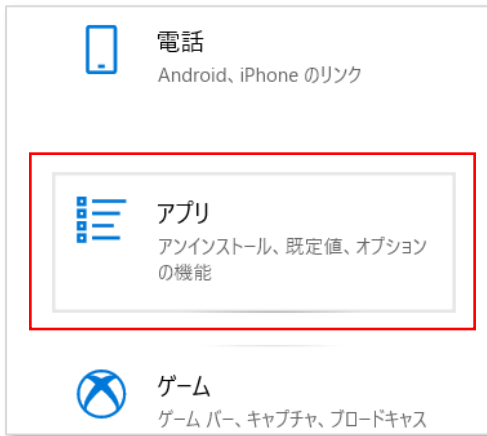 電話
Android、iPhone のリンク
アプリ
アンインストール、既定値、オプション
の機能
ゲーム
ゲーム バー、キャプチャ、ブロードキャス